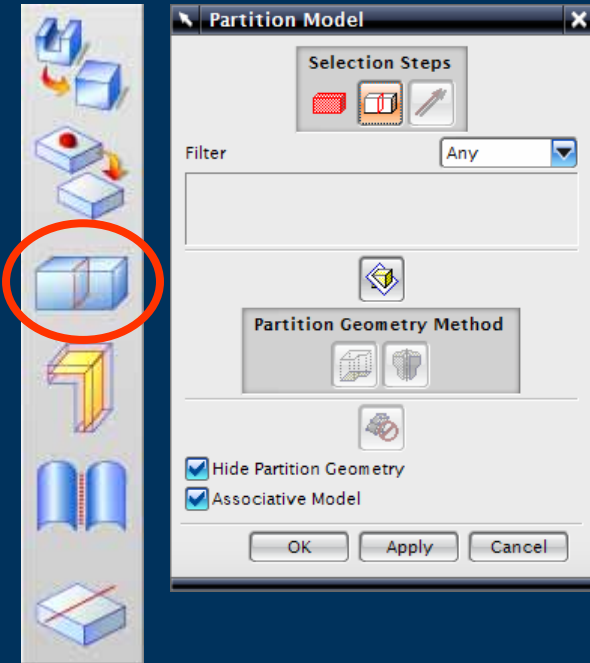 Partition Model
Selection Steps
Filter
Any
Partition Geometry Method
Hide Partition Geometry
Associative Model
OK Apply Cancel